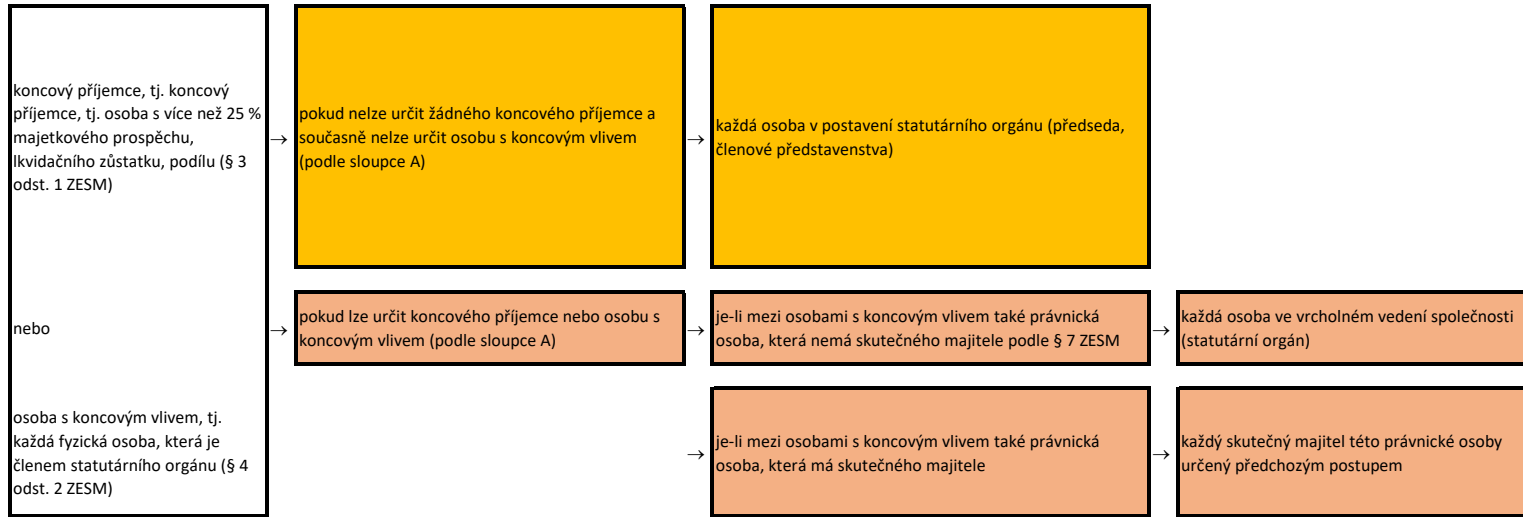 koncový příjemce, tj. koncový
příjemce, tj. osoba s více než 25 %
majetkového prospěchu,
lkvidačního zůstatku, podílu (§ 3
odst. 1 ZESM)
→
pokud nelze určit žádného koncového příjemce a
současně nelze určit osobu s koncovým vlivem
(podle sloupce A)
→
každá osoba v postavení statutárního orgánu (předseda,
členové představenstva)
nebo
→
pokud lze určit koncového příjemce nebo osobu s
koncovým vlivem (podle sloupce A)
→
je-li mezi osobami s koncovým vlivem také právnická
osoba, která nemá skutečného majitele podle § 7 ZESM
→
každá osoba ve vrcholném vedení společnosti
(statutární orgán)
osoba s koncovým vlivem, tj.
každá fyzická osoba, která je
členem statutárního orgánu (§ 4
odst. 2 ZESM)
→
je-li mezi osobami s koncovým vlivem také právnická
osoba, která má skutečného majitele
→
každý skutečný majitel této právnické osoby
určený předchozým postupem